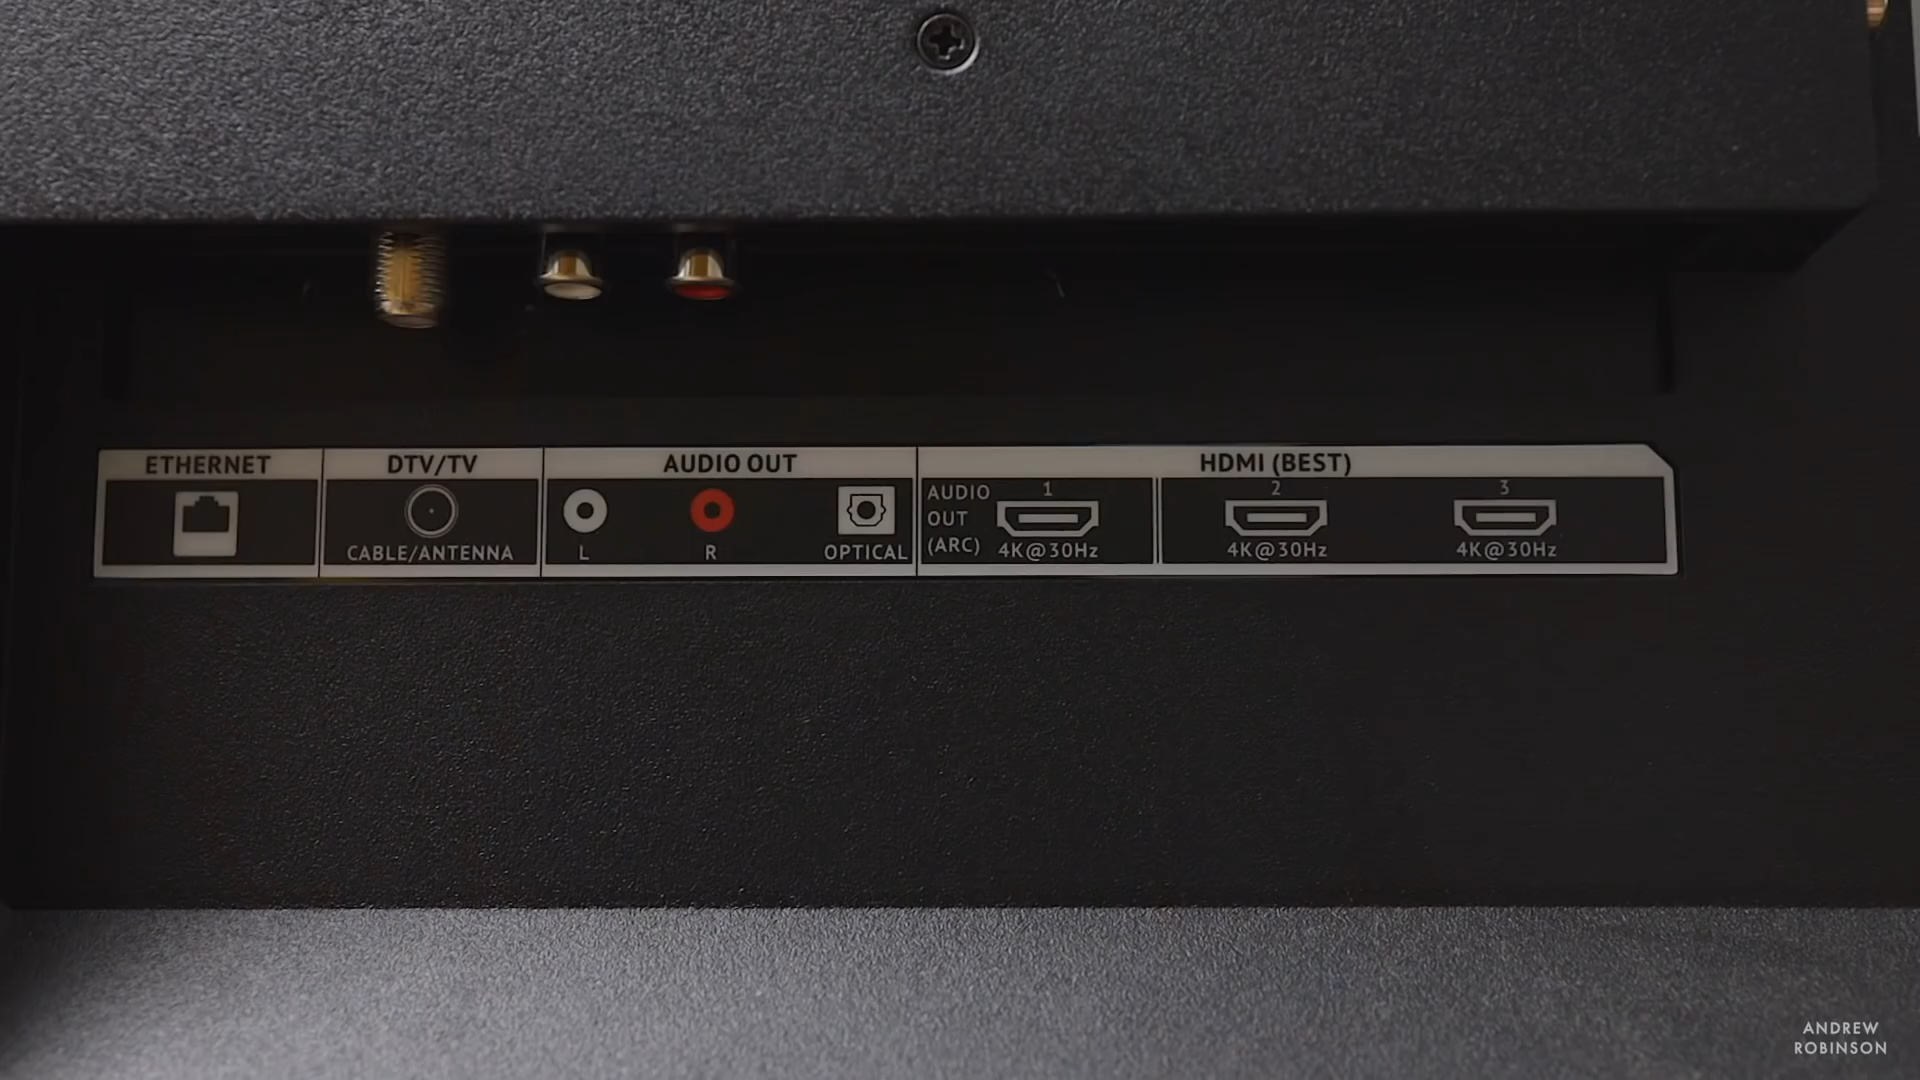 ETHERNET
DTV/TV
CABLE/ANTENNA
AUDIO OUT
L
R
OPTICAL
HDMI (BEST)
AUDIO
OUT
(ARC)
1
4K@30Hz
2
4K@30Hz
3
4K@30Hz
ANDREW
ROBINSON